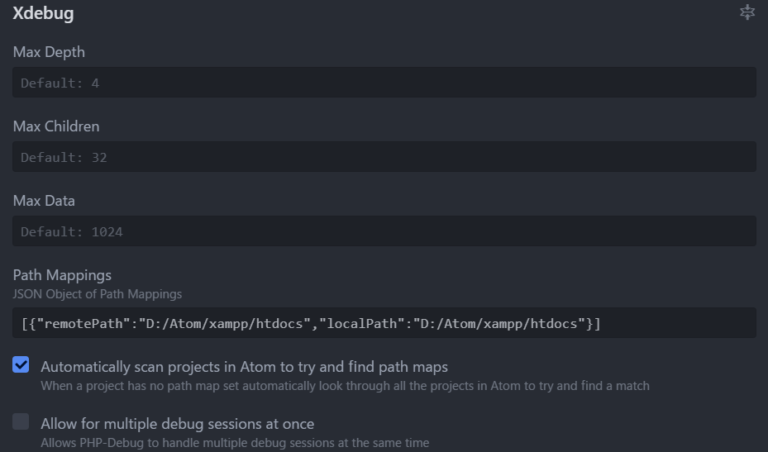 Xdebug
Max Depth
Default: 4
Max Children
Default: 32
Max Data
Default: 1024
Path Mappings
JSON Object of Path Mappings
[{"remotePath":"D:/Atom/xampp/htdocs","localPath":"D:/Atom/xampp/htdocs"}]
Automatically scan projects in Atom to try and find path maps
When a project has no path map set automatically look through all the projects in Atom to try and find a match
Allow for multiple debug sessions at once
Allows PHP-Debug to handle multiple debug sessions at the same time